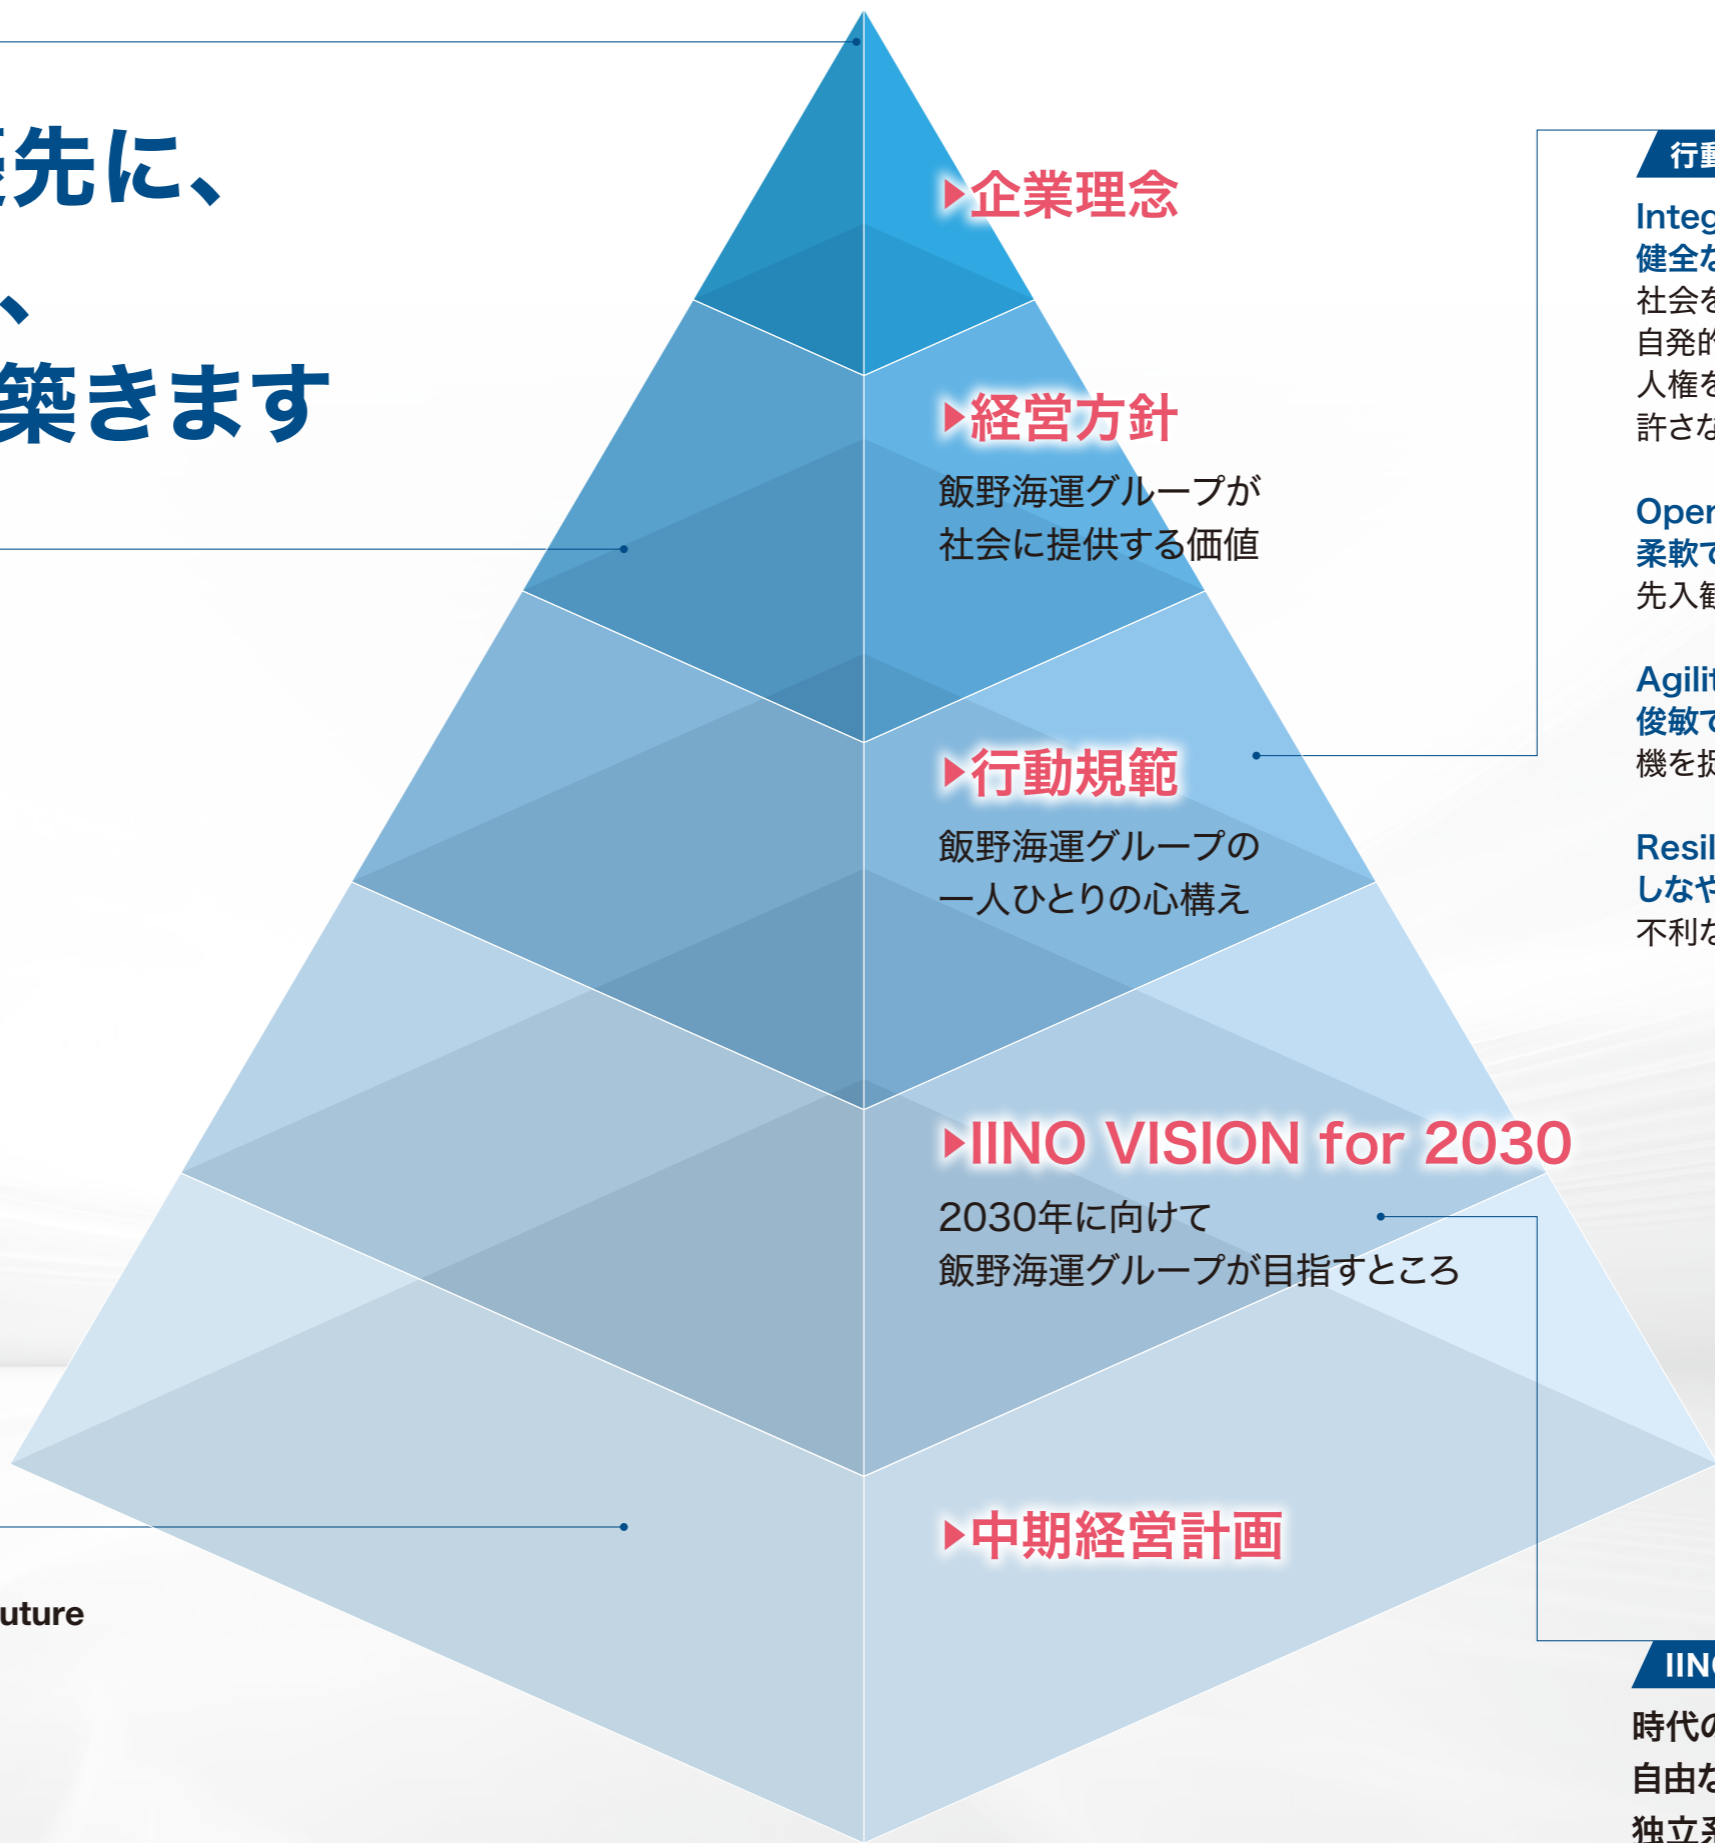 優先に、
、
築きます
▶企業理念
▶経営方針
飯野海運グループが
社会に提供する価値
▶行動規範
飯野海運グループの
一人ひとりの心構え
▶IINO VISION for 2030
2030年に向けて
飯野海運グループが目指すところ
▶中期経営計画
uture
行動
Integ
健全な
社会を
自発的
人権を
許さな
Oper
柔軟で
先入観
Agilit
俊敏で
機を捉
Resil
しなや
不利な
IINO
時代の
自由な
独立系